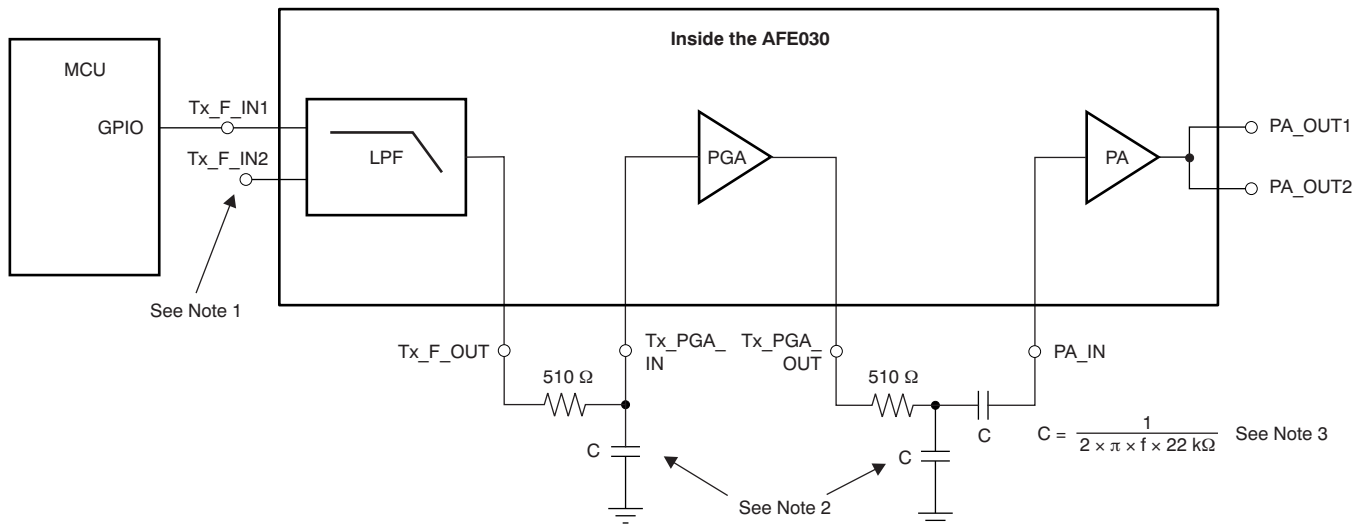 Inside the AFE030
MCU
GPIO
Tx_F_IN1
Tx_F_IN2
LPF
PGA
PA
PA_OUT1
PA_OUT2
See Note 1
Tx_F_OUT
Tx_PGA_
IN
Tx_PGA_
OUT
PA_IN
510 Ω
510 Ω
C
C
C
C = 1 / 2 × π × f × 22 kΩ
See Note 3
See Note 2